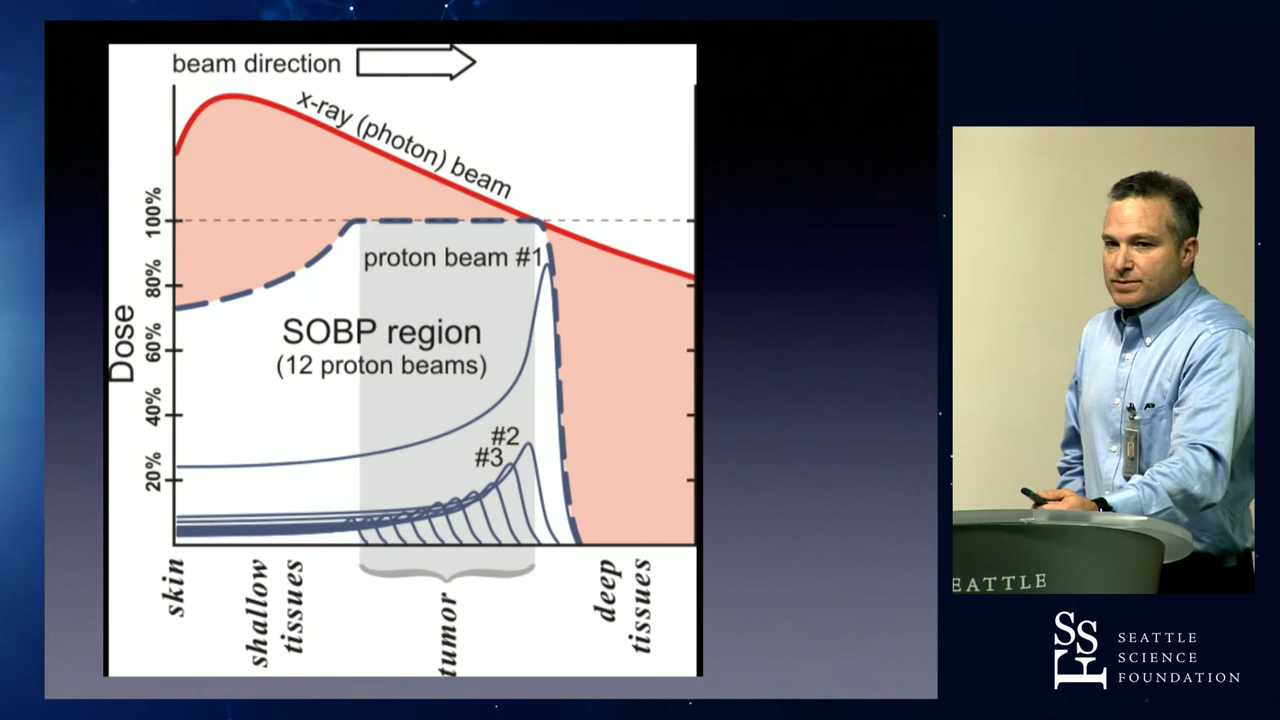 beam direction
x-ray (photon) beam
100%
80%
60%
40%
20%
Dose
proton beam #1
SOBP region
(12 proton beams)
#2
#3
skin
shallow
tissues
tumor
deep
tissues
EATTLE
SSF
SEATTLE
SCIENCE
FOUNDATION